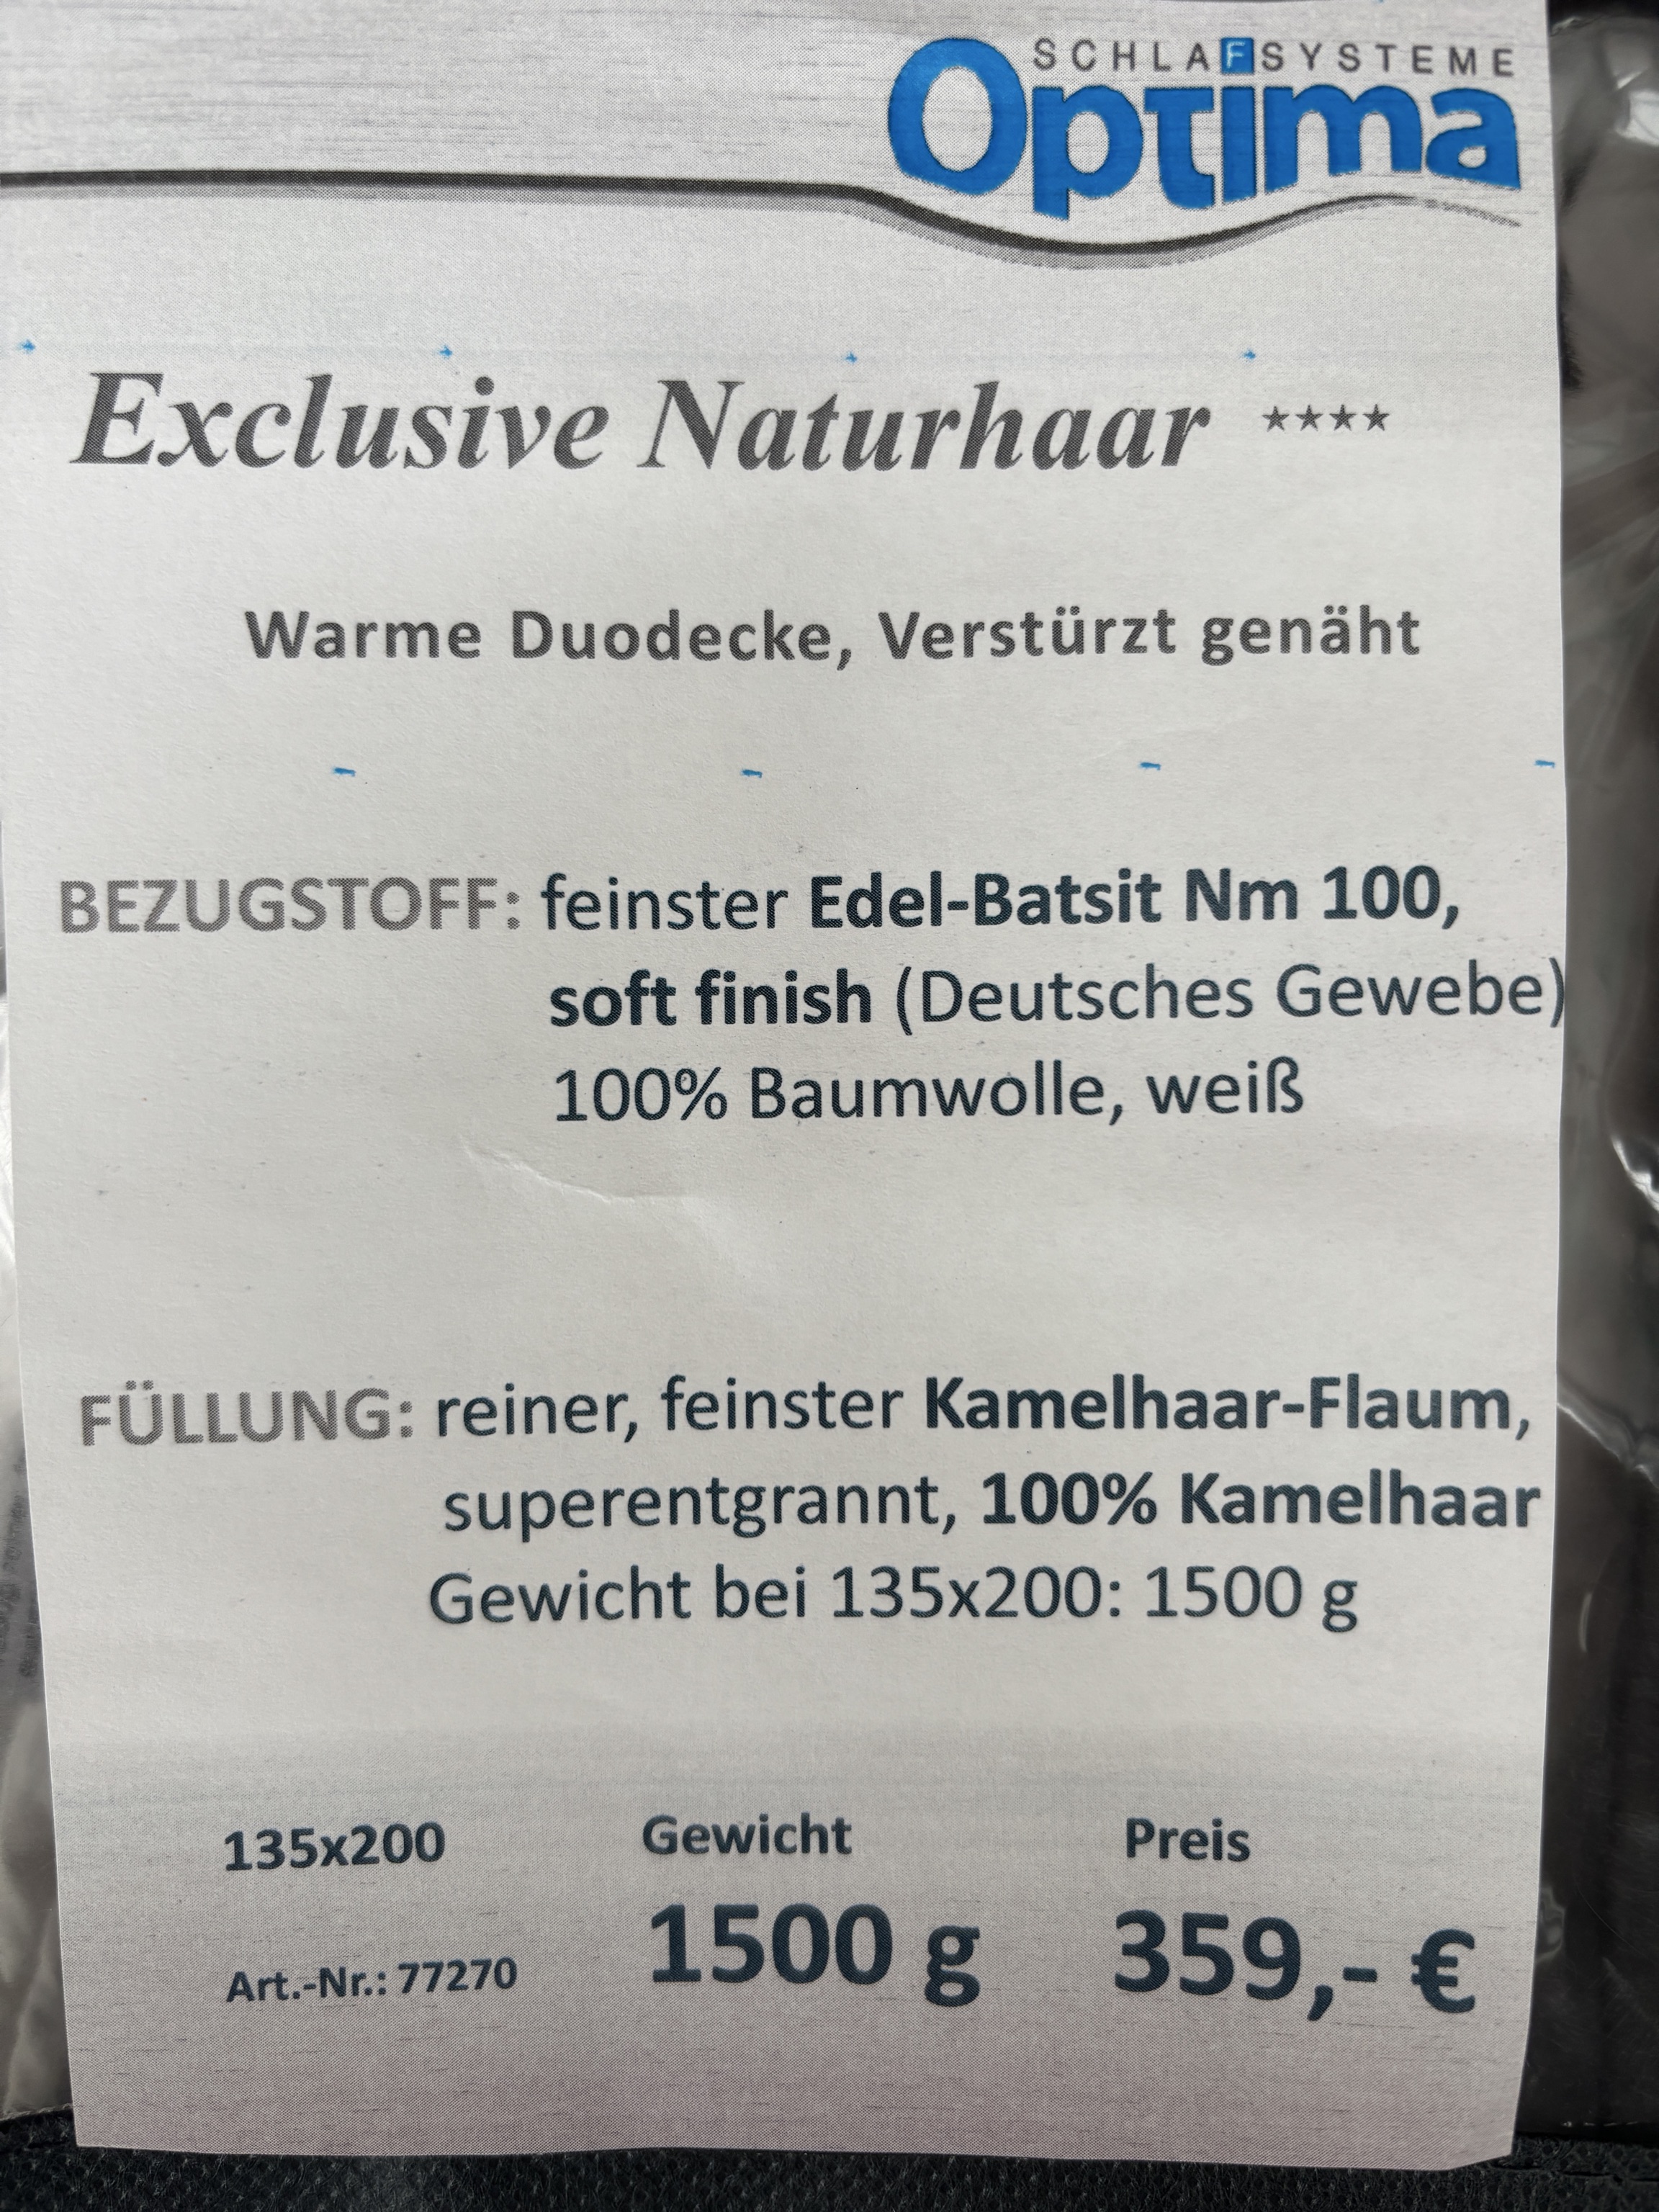 SCHLAFSYSTEME
Optima
Exclusive Naturhaar ****
Warme Duodecke, Verstürzt genäht
BEZUGSTOFF: feinster Edel-Batsit Nm 100,
soft finish (Deutsches Gewebe)
100% Baumwolle, weiß
FÜLLUNG: reiner, feinster Kamelhaar-Flaum,
superentgrannt, 100% Kamelhaar
Gewicht bei 135x200: 1500 g
135x200 Gewicht Preis
Art.-Nr.: 77270 1500 g 359,- €